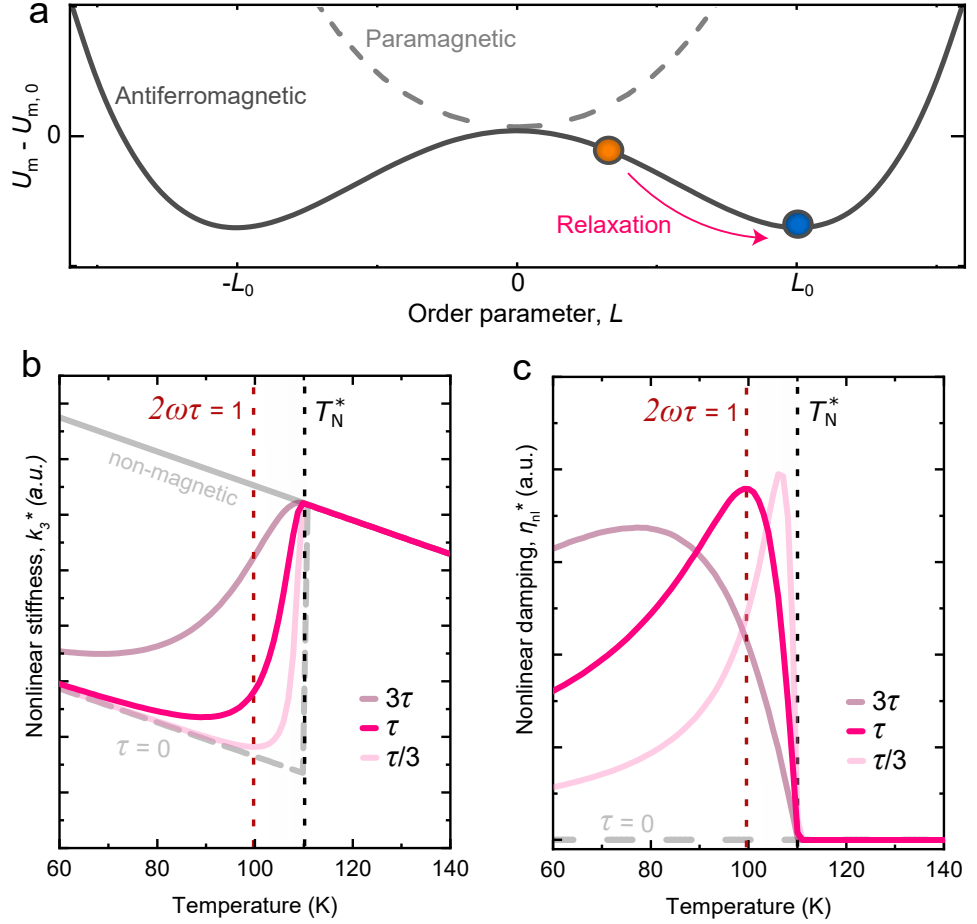 a
Paramagnetic
Antiferromagnetic
U_m - U_m, 0
0
Relaxation
-L_0
0
L_0
Order parameter, L
b
2ωτ = 1
T_N^*
non-magnetic
Nonlinear stiffness, k_3^* (a.u.)
3τ
τ
τ/3
τ = 0
60
80
100
120
140
Temperature (K)
c
2ωτ = 1
T_N^*
Nonlinear damping, η_nl^* (a.u.)
3τ
τ
τ/3
τ = 0
60
80
100
120
140
Temperature (K)